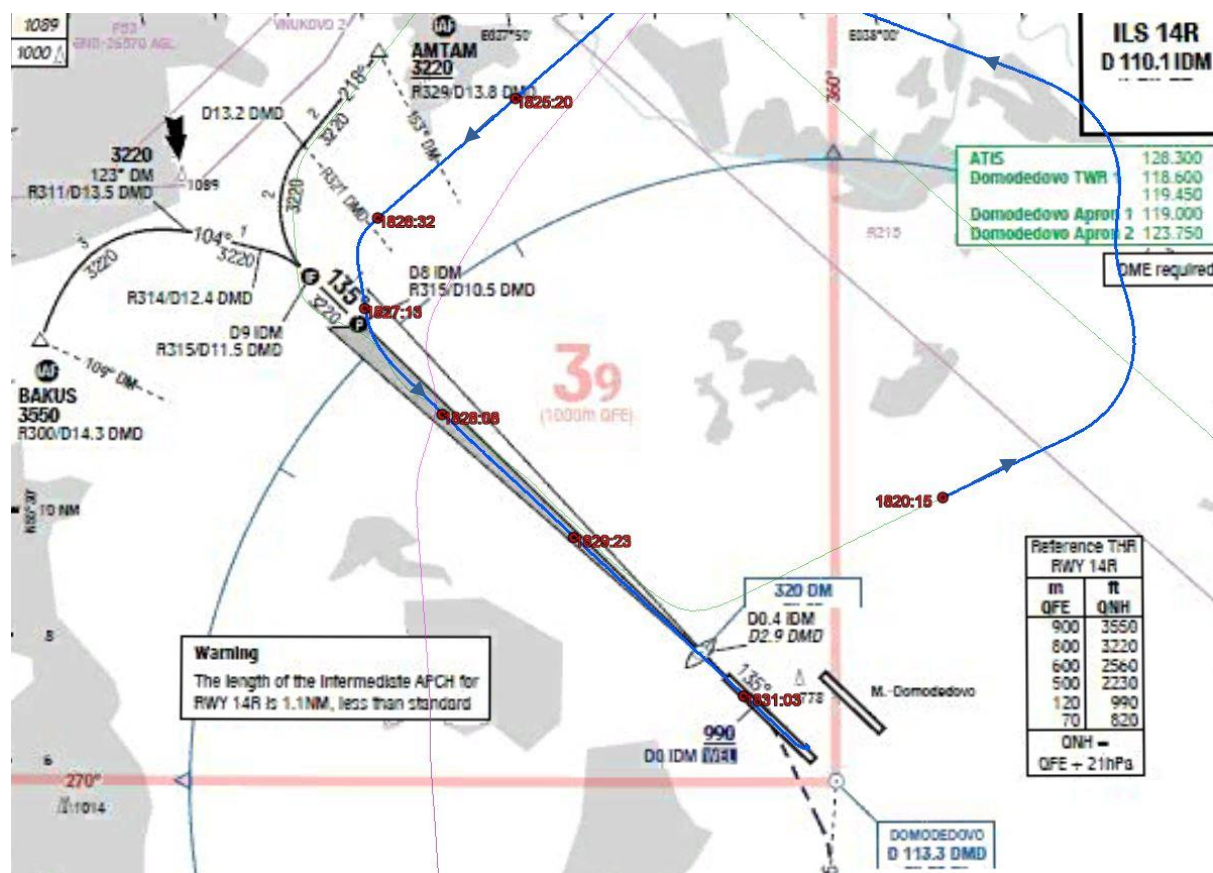 1089
1000
VNUKOVO 2
IAF
AMTAM
3220
R329/D13.8 DMD
E037°50'
E038°00'
ILS 14R
D 110.1 IDM
1825:20
360°
218°
D13.2 DMD
3220
2
153° DM
R321 DMD
3220
123° DM
R311/D13.5 DMD
1089
2
3220
1826:32
ATIS 128.300
Domodedovo TWR 118.600
119.450
Domodedovo Apron 1 119.000
Domodedovo Apron 2 123.750
R215
DME required
104°
1
3220
3220
IF
135°
3220
D8 IDM
R315/D10.5 DMD
R314/D12.4 DMD
1827:13
P
D9 IDM
R315/D11.5 DMD
109° DM
IAF
BAKUS
3550
R300/D14.3 DMD
39
(1000m QFE)
1828:08
1820:15
10 NM
1829:23
Reference THR
RWY 14R
m ft
QFE QNH
900 3550
800 3220
600 2560
500 2230
120 990
70 820
QNH =
QFE + 21hPa
320 DM
D0.4 IDM
D2.9 DMD
8
Warning
The length of the Intermediate APCH for
RWY 14R is 1.1NM, less than standard
135°
1831:03
778
M.-Domodedovo
990
D0 IDM
6
270°
1014
DOMODEDOVO
D 113.3 DMD